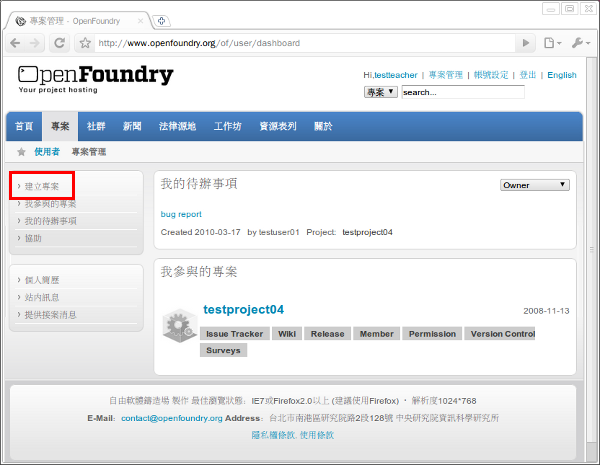 專案管理 - OpenFoundry
http://www.openfoundry.org/of/user/dashboard
OpenFoundry
Your project hosting
Hi,testteacher | 專案管理 | 帳號設定 | 登出 | English
專案 search...
首頁 專案 社群 新聞 法律源地 工作坊 資源表列 關於
使用者 專案管理
建立專案
我參與的專案
我的待辦事項
協助
個人簡歷
站內訊息
提供接案消息
我的待辦事項
Owner
bug report
Created 2010-03-17 by testuser01 Project: testproject04
我參與的專案
testproject04 2008-11-13
Issue Tracker Wiki Release Member Permission Version Control
Surveys
自由軟體鑄造場 製作 最佳瀏覽狀態: IE7或Firefox2.0以上 (建議使用Firefox) ・ 解析度1024*768
E-Mail: contact@openfoundry.org Address: 台北市南港區研究院路2段128號 中央研究院資訊科學研究所
隱私權條款, 使用條款